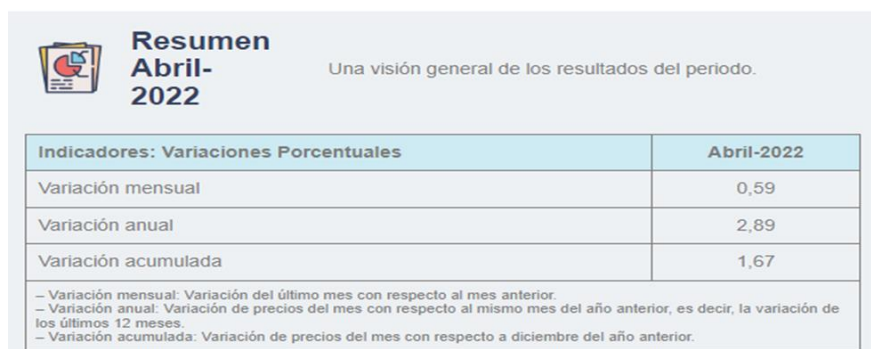 Resumen
Abril-
2022
Una visión general de los resultados del periodo.
Indicadores: Variaciones Porcentuales Abril-2022
Variación mensual 0,59
Variación anual 2,89
Variación acumulada 1,67
– Variación mensual: Variación del último mes con respecto al mes anterior.
– Variación anual: Variación de precios del mes con respecto al mismo mes del año anterior, es decir, la variación de
los últimos 12 meses.
– Variación acumulada: Variación de precios del mes con respecto a diciembre del año anterior.